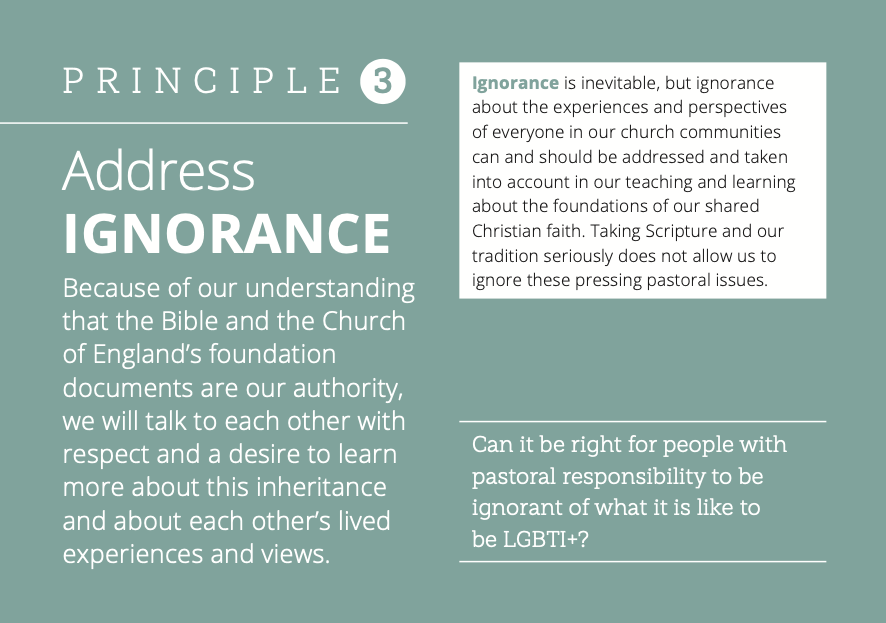 PRINCIPLE 3
Address
IGNORANCE
Because of our understanding
that the Bible and the Church
of England’s foundation
documents are our authority,
we will talk to each other with
respect and a desire to learn
more about this inheritance
and about each other’s lived
experiences and views.
Ignorance is inevitable, but ignorance
about the experiences and perspectives
of everyone in our church communities
can and should be addressed and taken
into account in our teaching and learning
about the foundations of our shared
Christian faith. Taking Scripture and our
tradition seriously does not allow us to
ignore these pressing pastoral issues.
Can it be right for people with
pastoral responsibility to be
ignorant of what it is like to
be LGBTI+?